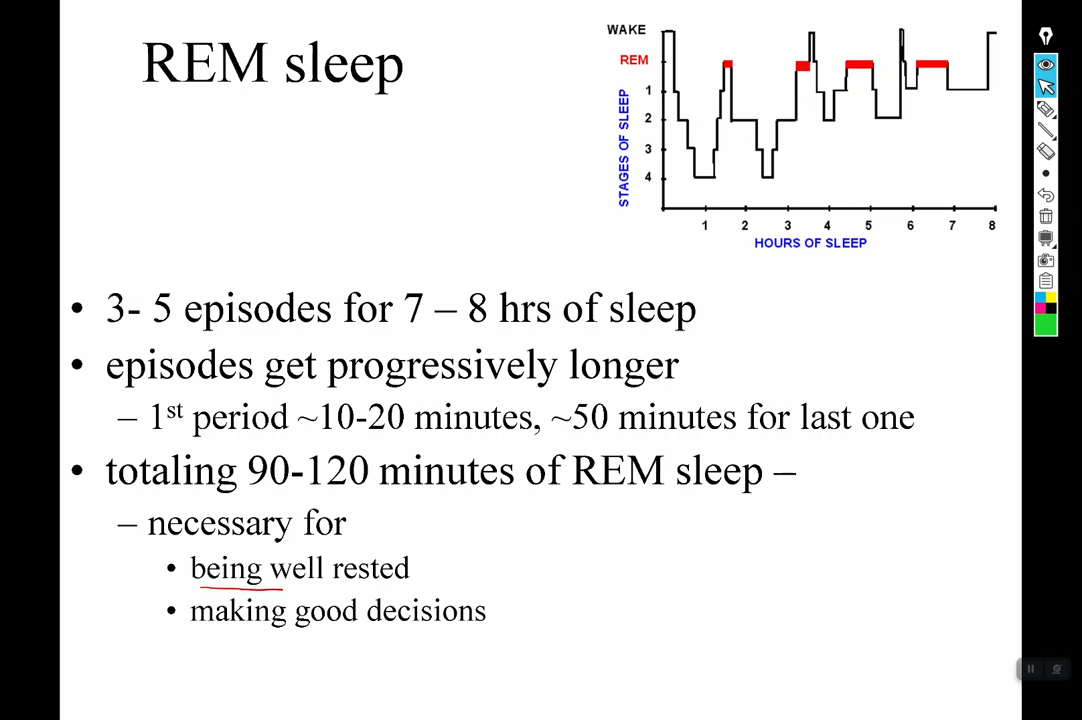 REM sleep
WAKE
REM
1
2
3
4
STAGES OF SLEEP
1 2 3 4 5 6 7 8
HOURS OF SLEEP
• 3- 5 episodes for 7 – 8 hrs of sleep
• episodes get progressively longer
– 1st period ~10-20 minutes, ~50 minutes for last one
• totaling 90-120 minutes of REM sleep –
– necessary for
• being well rested
• making good decisions